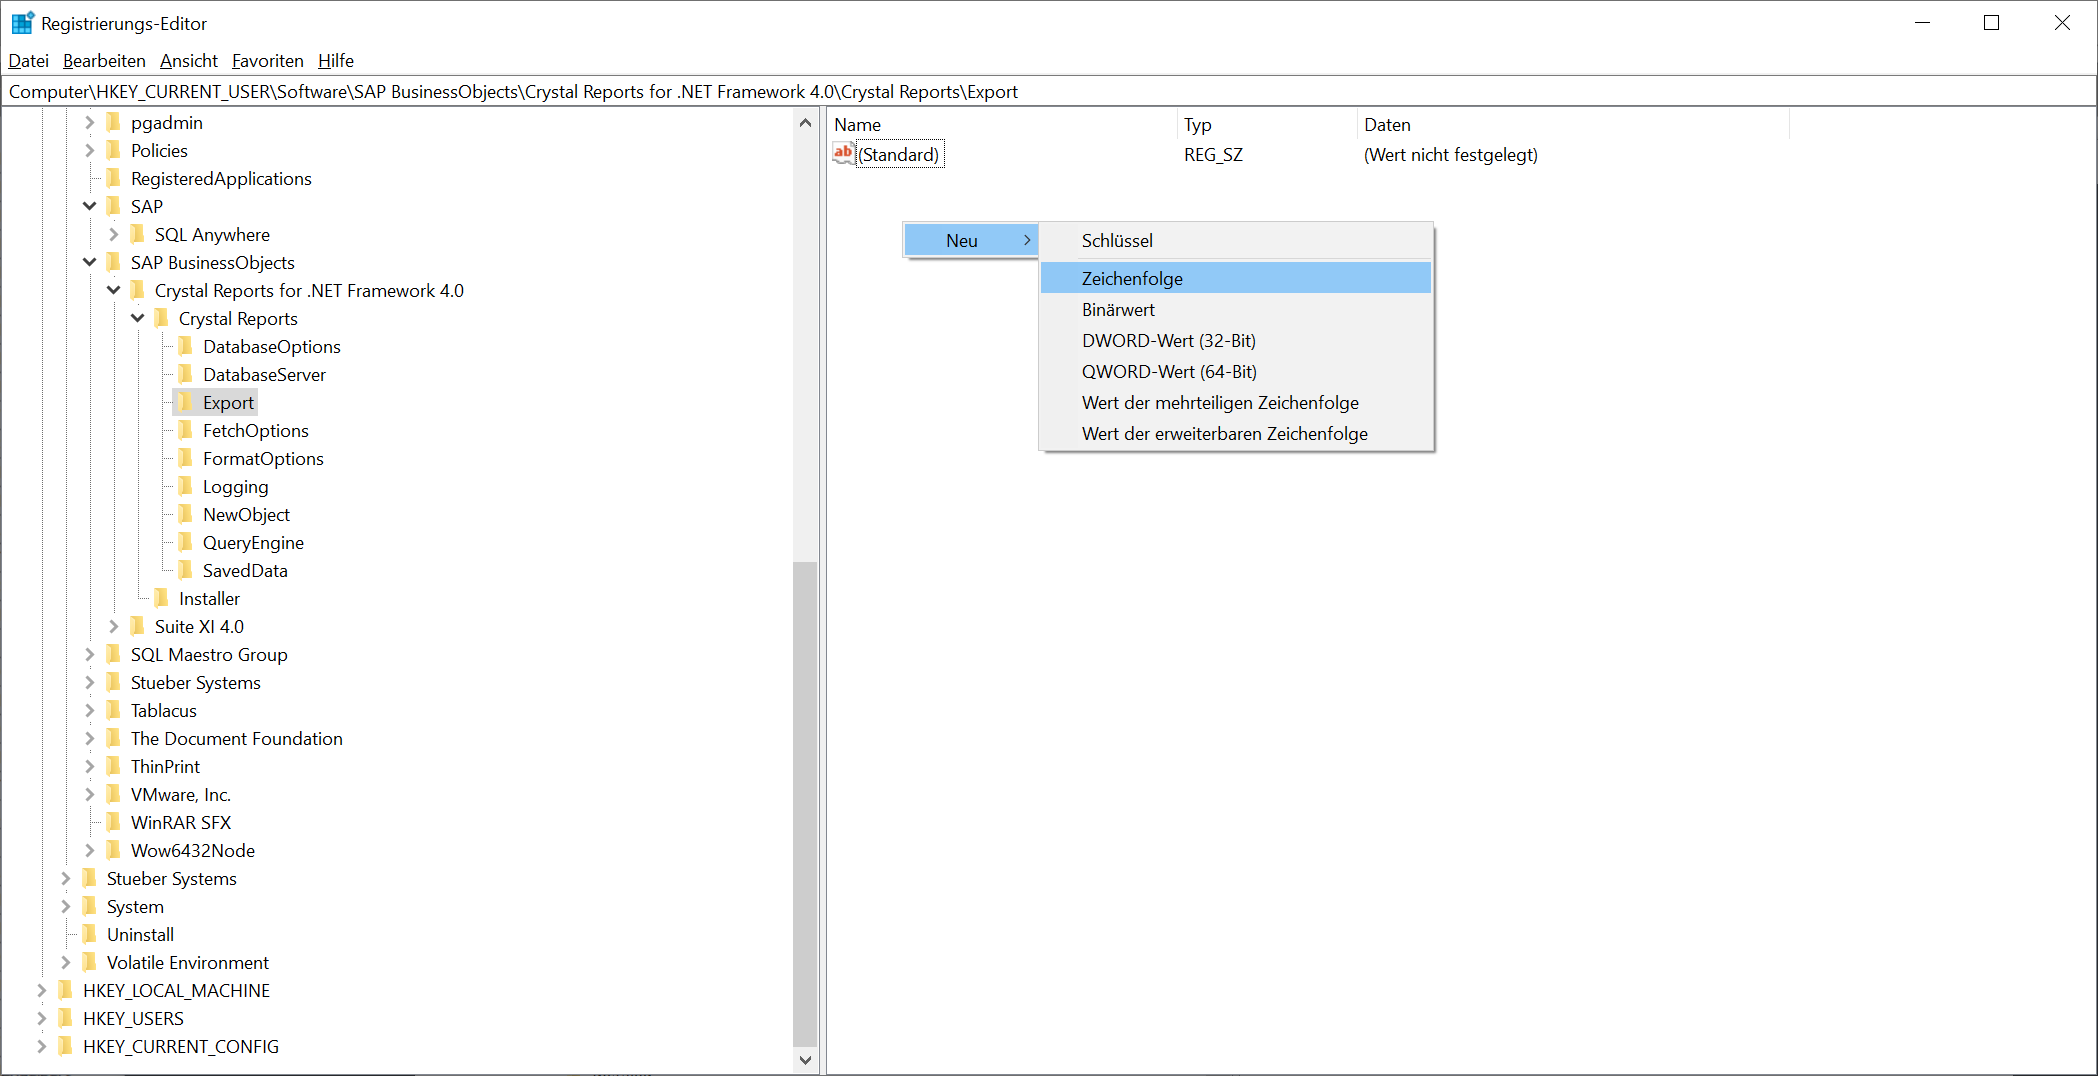 Registrierungs-Editor
Datei Bearbeiten Ansicht Favoriten Hilfe
Computer\HKEY_CURRENT_USER\Software\SAP BusinessObjects\Crystal Reports for .NET Framework 4.0\Crystal Reports\Export
pgadmin
Policies
RegisteredApplications
SAP
SQL Anywhere
SAP BusinessObjects
Crystal Reports for .NET Framework 4.0
Crystal Reports
DatabaseOptions
DatabaseServer
Export
FetchOptions
FormatOptions
Logging
NewObject
QueryEngine
SavedData
Installer
Suite XI 4.0
SQL Maestro Group
Stueber Systems
Tablacus
The Document Foundation
ThinPrint
VMware, Inc.
WinRAR SFX
Wow6432Node
Stueber Systems
System
Uninstall
Volatile Environment
HKEY_LOCAL_MACHINE
HKEY_USERS
HKEY_CURRENT_CONFIG
Name Typ Daten
ab (Standard) REG_SZ (Wert nicht festgelegt)
Neu
Schlüssel
Zeichenfolge
Binärwert
DWORD-Wert (32-Bit)
QWORD-Wert (64-Bit)
Wert der mehrteiligen Zeichenfolge
Wert der erweiterbaren Zeichenfolge